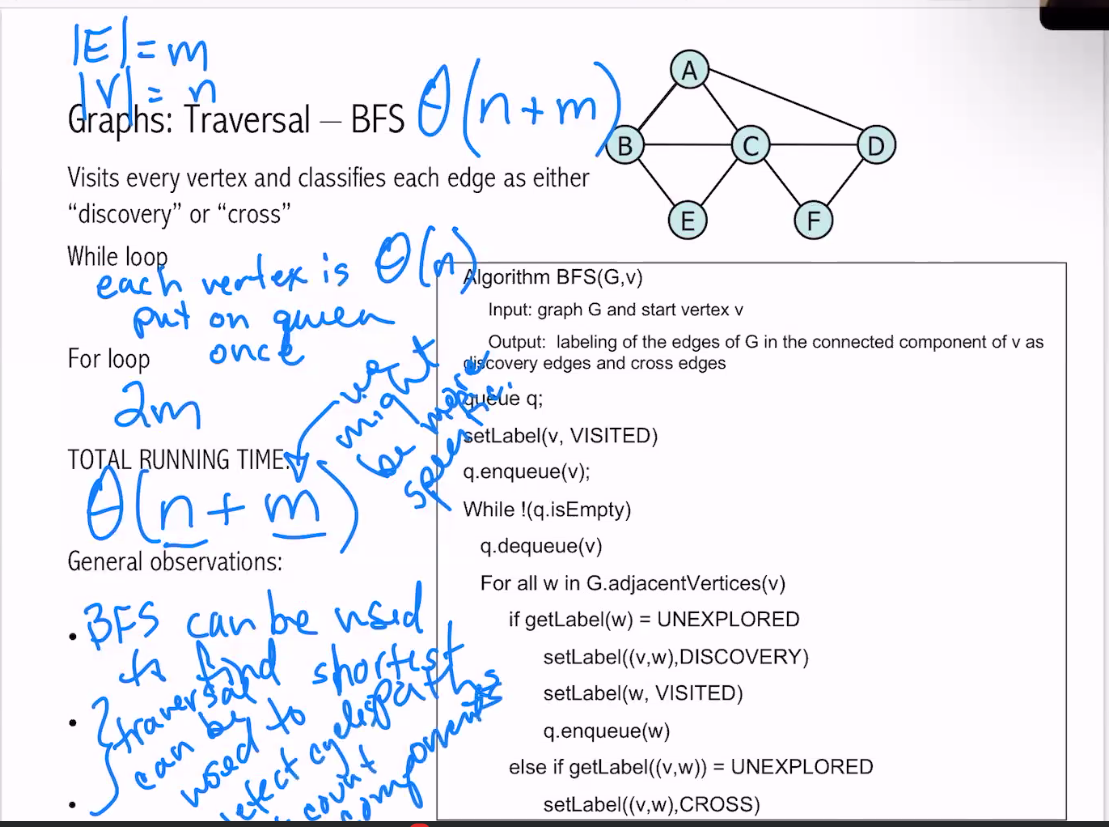 |E| = m
|V| = n
Graphs: Traversal – BFS θ(n+m)
Visits every vertex and classifies each edge as either
“discovery” or “cross”
While loop
each vertex is θ(n)
put on queue
once
For loop
2m
we might be more specific.
TOTAL RUNNING TIME:
θ(n + m)
General observations:
• BFS can be used
to find shortest
paths
• traversal
can be
used to
detect cycles
count
components
•
A
B
C
D
E
F
Algorithm BFS(G,v)
Input: graph G and start vertex v
Output: labeling of the edges of G in the connected component of v as
discovery edges and cross edges
queue q;
setLabel(v, VISITED)
q.enqueue(v);
While !(q.isEmpty)
q.dequeue(v)
For all w in G.adjacentVertices(v)
if getLabel(w) = UNEXPLORED
setLabel((v,w),DISCOVERY)
setLabel(w, VISITED)
q.enqueue(w)
else if getLabel((v,w)) = UNEXPLORED
setLabel((v,w),CROSS)